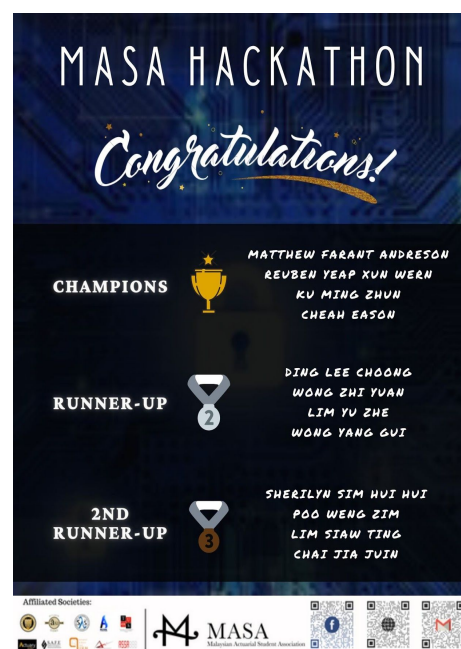 MASA HACKATHON
Congratulations!
CHAMPIONS
MATTHEW FARANT ANDRESON
REUBEN YEAP XUN WERN
KU MING ZHUN
CHEAH EASON
RUNNER-UP
2
DING LEE CHOONG
WONG ZHI YUAN
LIM YU ZHE
WONG YANG GUI
2ND
RUNNER-UP
3
SHERILYN SIM HUI HUI
POO WENG ZIM
LIM SIAW TING
CHAI JIA JUIN
Affiliated Societies:
MASA
Malaysian Actuarial Student Association